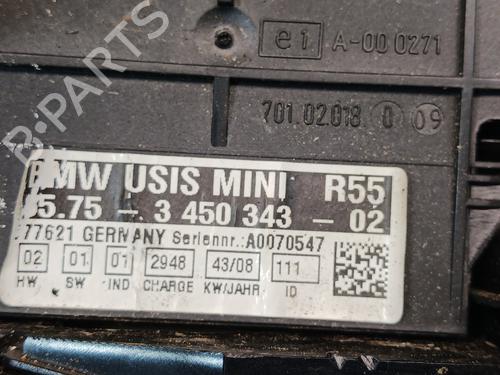 e1 A-00 0271
701.02.018 0 09
BMW USIS MINI R55
65.75 - 3 450 343 - 02
77621 GERMANY Seriennr.: A0070547
02 01 01 2948 43/08 111
HW SW IND CHARGE KW/JAHR ID
B-PARTS